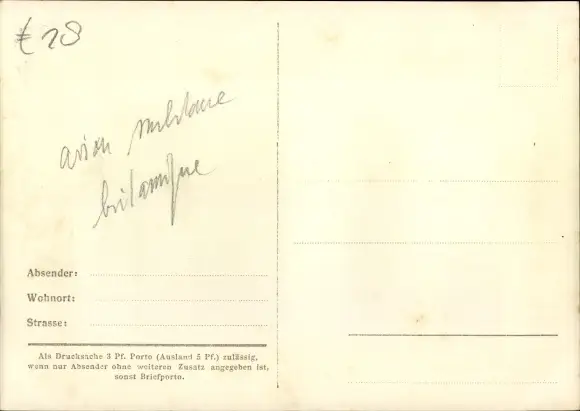 € 28
avion militaire
britannique
Absender:
Wohnort:
Strasse:
Als Drucksache 3 Pf. Porto (Ausland 5 Pf.) zulässig,
wenn nur Absender ohne weiteren Zusatz angegeben ist,
sonst Briefporto.